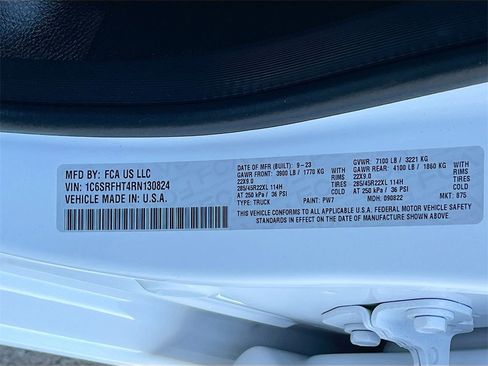 MFD BY: FCA US LLC
VIN: 1C6SRFHT4RN130824
VEHICLE MADE IN U.S.A.
DATE OF MFR (BUILT): 9-23 GVWR: 7100 LB / 3221 KG
GAWR FRONT: 3900 LB / 1770 KG WITH GAWR REAR: 4100 LB / 1860 KG WITH
22X9.0 RIMS 22X9.0 RIMS
285/45R22XL 114H TIRES 285/45R22XL 114H TIRES
AT 250 kPa / 36 PSI AT 250 kPa / 36 PSI
TYPE: TRUCK PAINT: PW7 MDH: 090822 MKT: 875
THIS VEHICLE CONFORMS TO ALL APPLICABLE U.S.A. FEDERAL MOTOR VEHICLE SAFETY
STANDARDS IN EFFECT ON THE DATE OF MANUFACTURE SHOWN ABOVE.